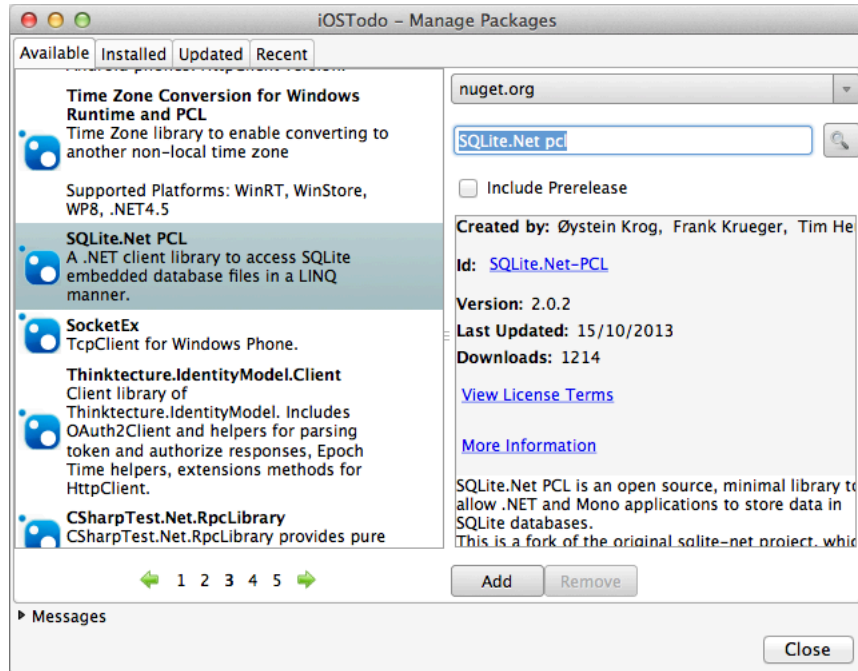 iOSTodo – Manage Packages
Available Installed Updated Recent
Time Zone Conversion for Windows
Runtime and PCL
Time Zone library to enable converting to
another non-local time zone
Supported Platforms: WinRT, WinStore,
WP8, .NET4.5
SQLite.Net PCL
A .NET client library to access SQLite
embedded database files in a LINQ
manner.
SocketEx
TcpClient for Windows Phone.
Thinktecture.IdentityModel.Client
Client library of
Thinktecture.IdentityModel. Includes
OAuth2Client and helpers for parsing
token and authorize responses, Epoch
Time helpers, extensions methods for
HttpClient.
CSharpTest.Net.RpcLibrary
CSharpTest.Net.RpcLibrary provides pure
1 2 3 4 5
nuget.org
SQLite.Net pcl
Include Prerelease
Created by: Øystein Krog, Frank Krueger, Tim
Id: SQLite.Net-PCL
Version: 2.0.2
Last Updated: 15/10/2013
Downloads: 1214
View License Terms
More Information
SQLite.Net PCL is an open source, minimal library to
allow .NET and Mono applications to store data in
SQLite databases.
This is a fork of the original sqlite-net project, whic
Add Remove
Messages
Close